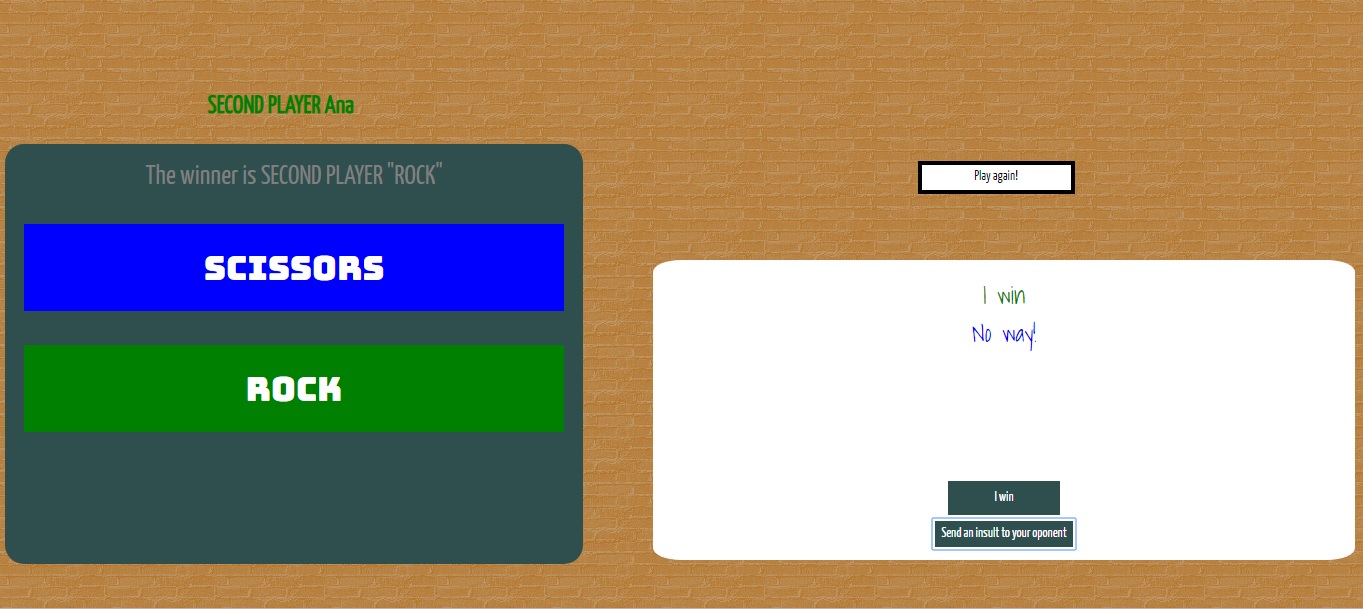 SECOND PLAYER Ana
The winner is SECOND PLAYER "ROCK"
SCISSORS
ROCK
Play again!
I win
No way!
I win
Send an insult to your oponent